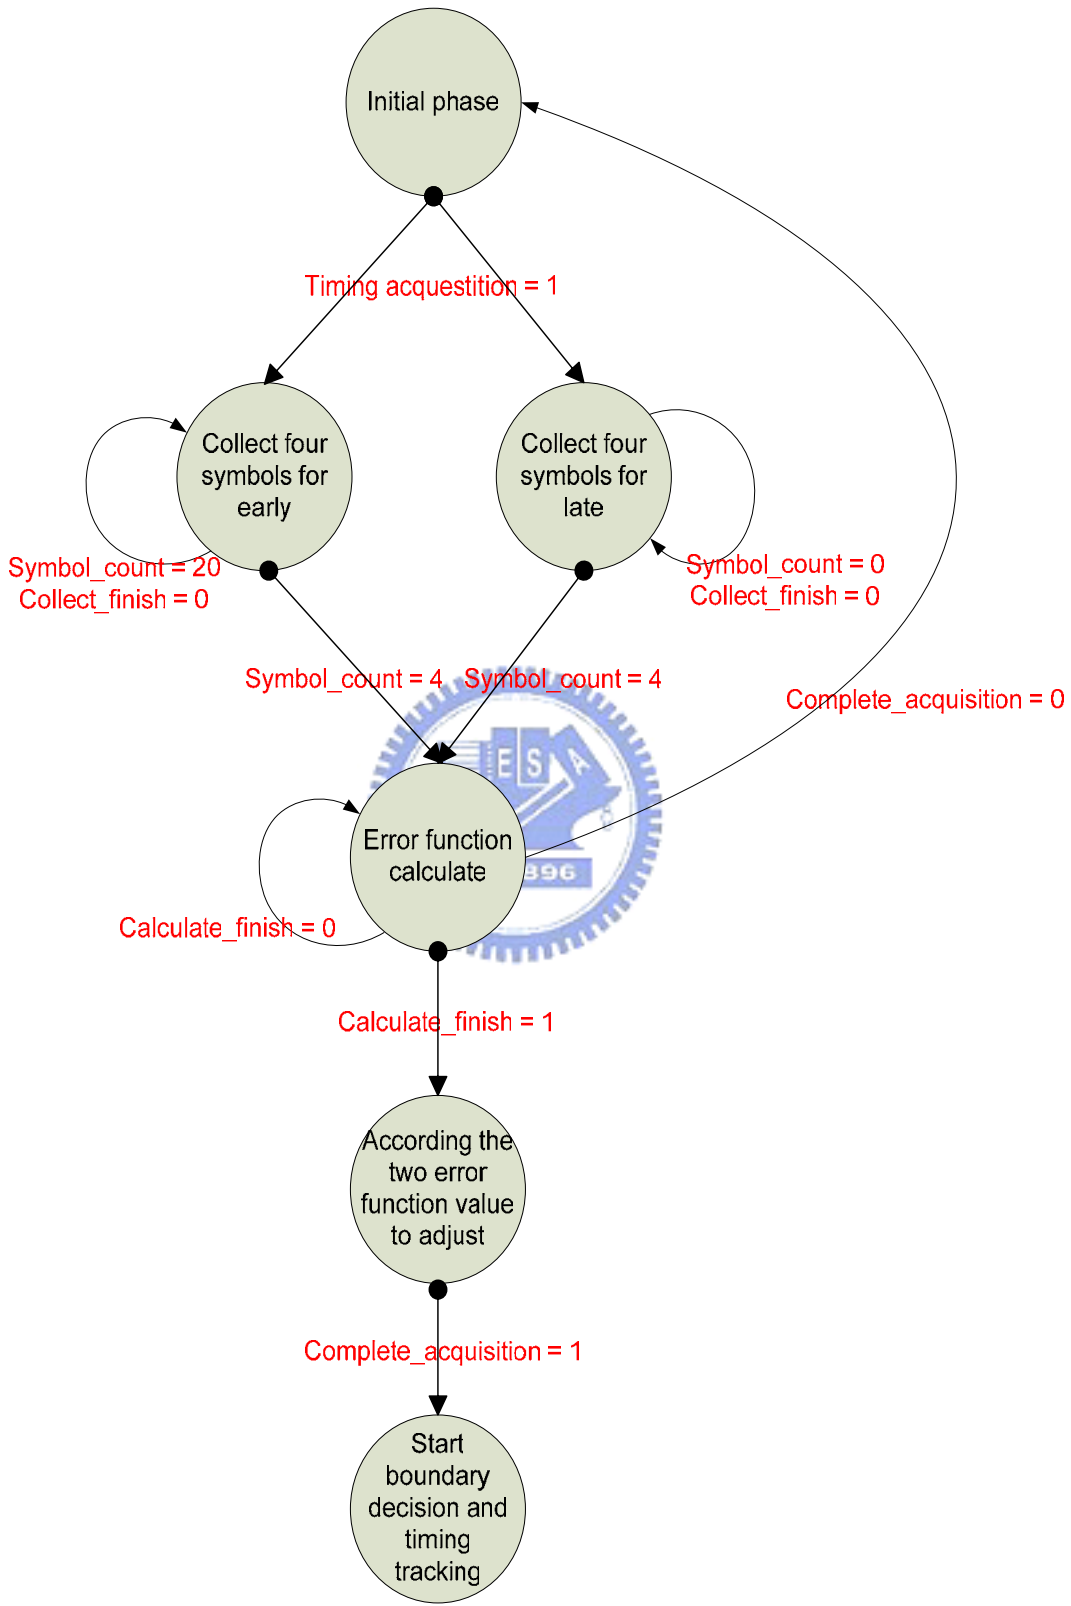 Initial phase
Timing acquestition = 1
Collect four
symbols for
early
Collect four
symbols for
late
Symbol_count = 20
Collect_finish = 0
Symbol_count = 0
Collect_finish = 0
Symbol_count = 4
Symbol_count = 4
Complete_acquisition = 0
E S A
Error function
calculate
896
Calculate_finish = 0
Calculate_finish = 1
According the
two error
function value
to adjust
Complete_acquisition = 1
Start
boundary
decision and
timing
tracking